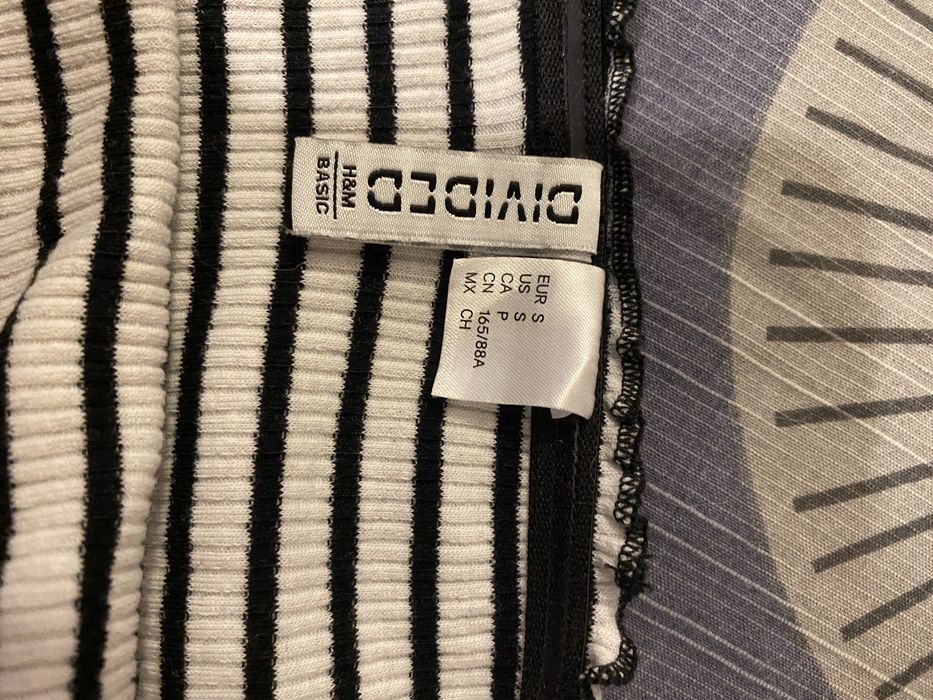 DIVIDED
H&M
BASIC
EUR S
US S
CA P
CN 165/88A
MX CH